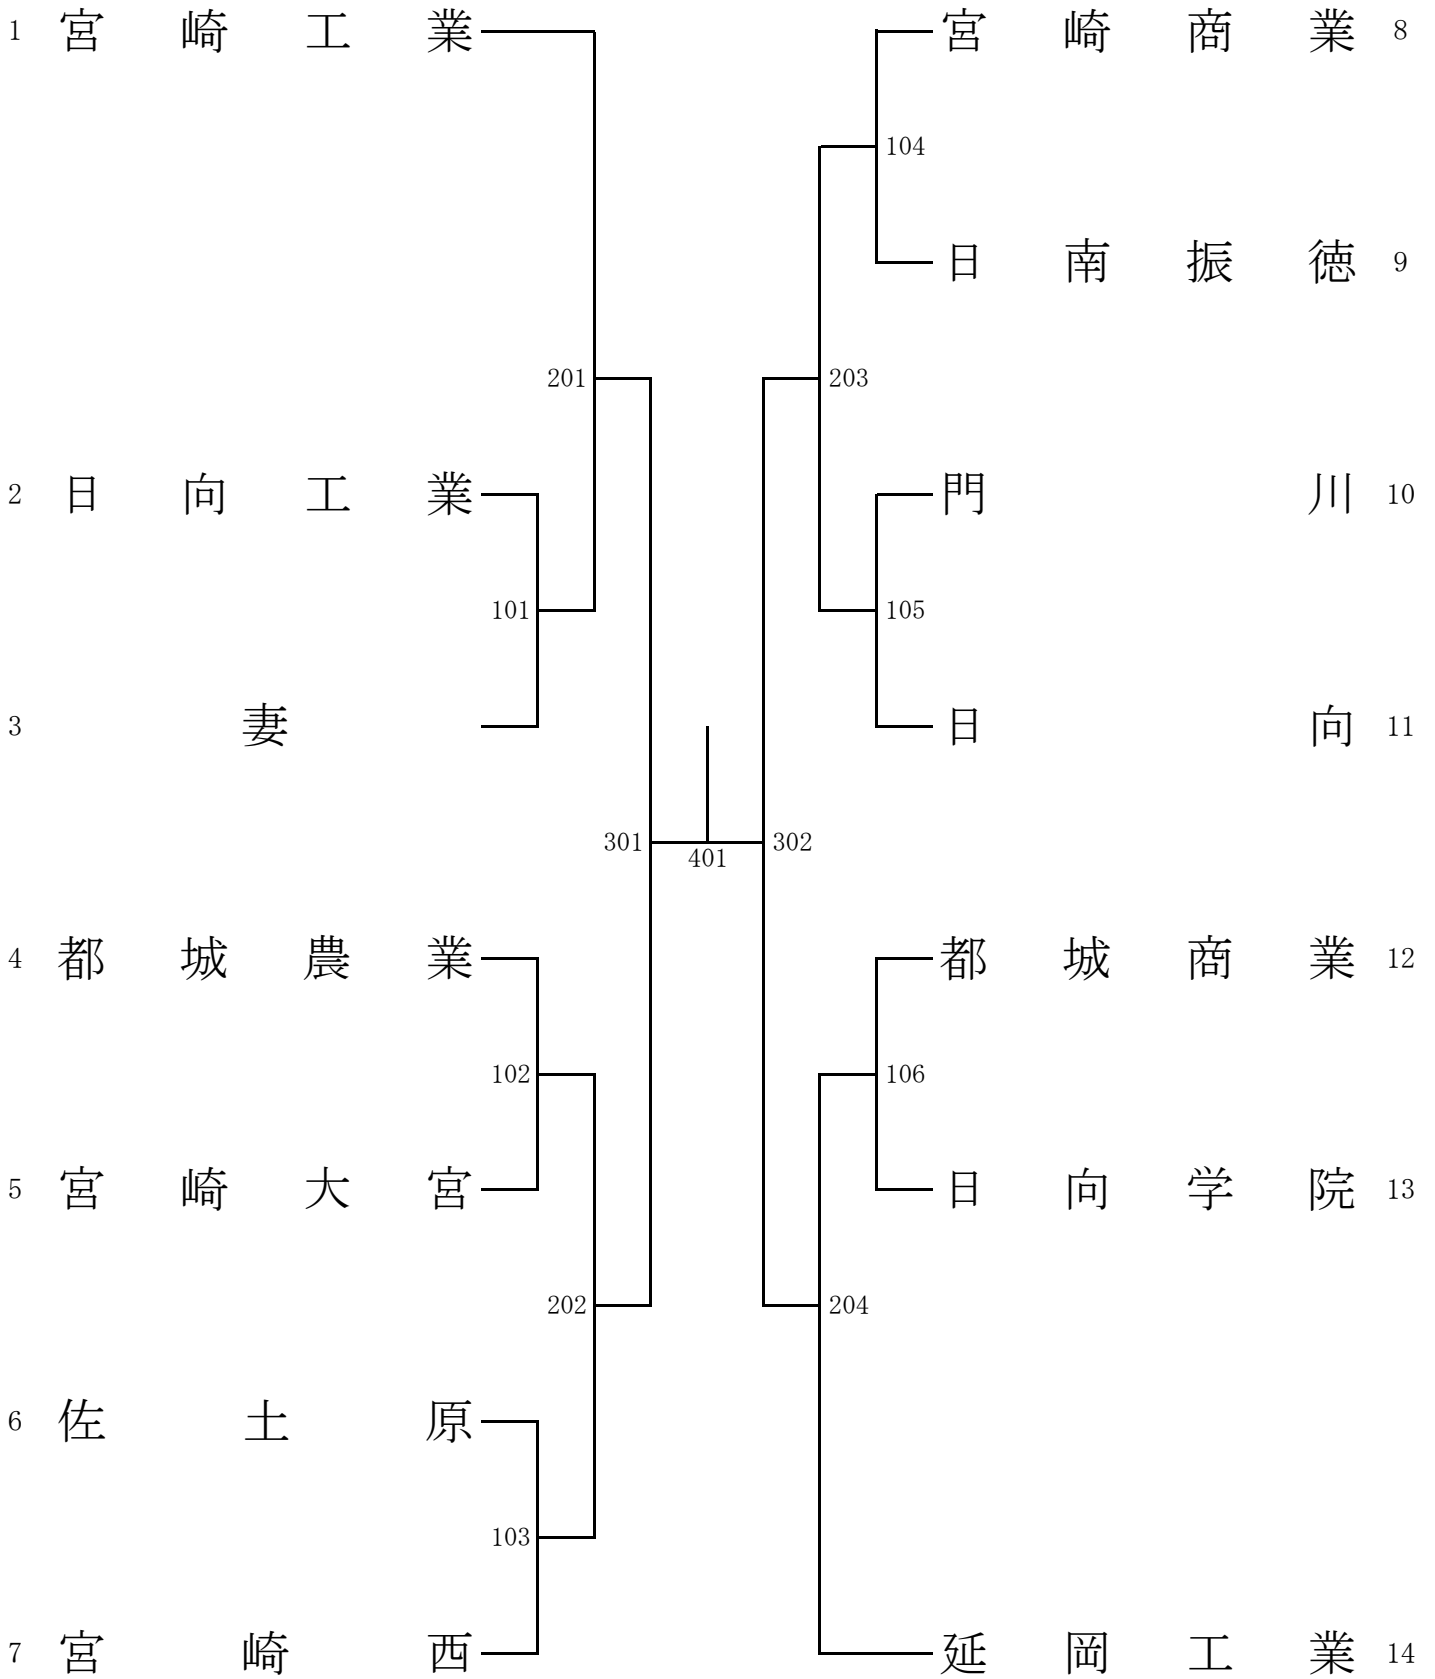 1 宮崎工業
宮崎商業 8
104
日南振徳 9
201
203
2 日向工業
門川 10
101
105
3 妻
日向 11
301
401
302
4 都城農業
都城商業 12
102
106
5 宮崎大宮
日向学院 13
202
204
6 佐土原
103
7 宮崎西
延岡工業 14